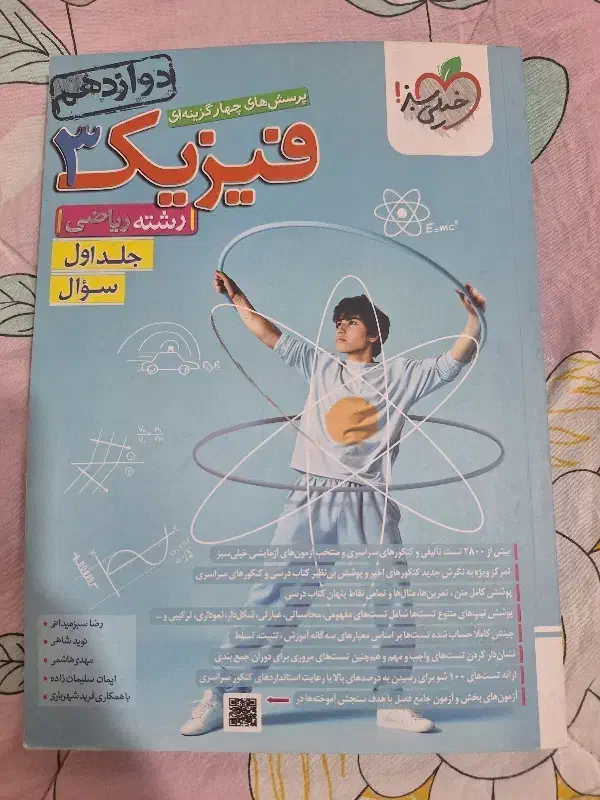 دوازدهم
خیلی سبز!
پرسش‌های چهارگزینه‌ای
فیزیک ۳
رشته ریاضی
جلد اول
سؤال
E=mc²
بیش از ۲۸۰۰ تست تألیفی و کنکورهای سراسری و منتخب آزمون‌های آزمایشی خیلی‌سبز
تمرکز ویژه به نگرش جدید کنکورهای اخیر و پوشش بی‌نظیر کتاب درسی و کنکورهای سراسری
پوشش کامل متن، تمرین‌ها، مثال‌ها و تمامی نقاط پنهان کتاب درسی
پوشش تیپ‌های متنوع تست‌ها شامل تست‌های مفهومی، محاسباتی، عبارتی، شکل‌دار، نموداری، ترکیبی و ...
چینش کاملا حساب شده تست‌ها بر اساس معیارهای سه گانه آموزش، تثبیت، تسلط
نشان‌دار کردن تست‌های واجب و مهم و هم‌چنین تست‌های مروری برای دوران جمع بندی
ارائه تست‌های ۱۰۰ شو برای رسیدن به درصدهای بالا با رعایت استانداردهای کنکور سراسری
آزمون‌های بخش و آزمون جامع فصل با هدف سنجش آموخته‌ها در
رضا سبزمیدانی
نوید شاهی
مهدی هاشمی
ایمان سلیمان زاده
با همکاری فرید شهریاری